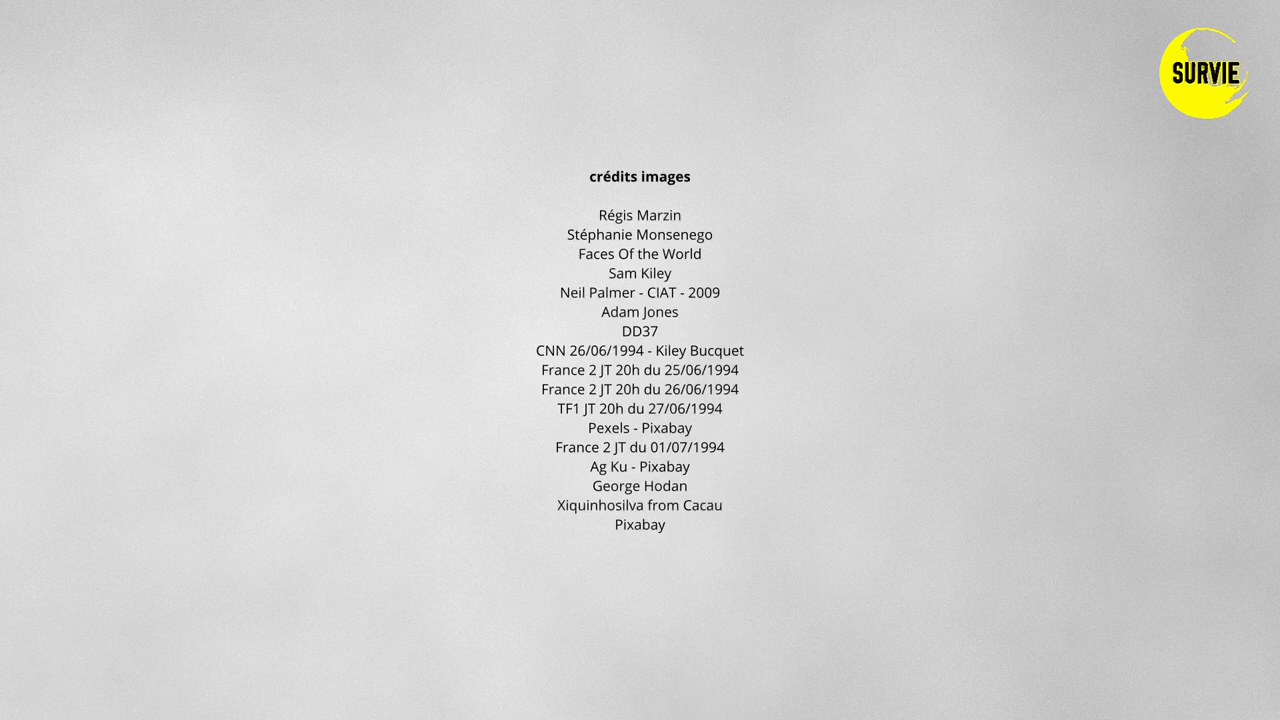 SURVIE
crédits images
Régis Marzin
Stéphanie Monsenego
Faces Of the World
Sam Kiley
Neil Palmer - CIAT - 2009
Adam Jones
DD37
CNN 26/06/1994 - Kiley Bucquet
France 2 JT 20h du 25/06/1994
France 2 JT 20h du 26/06/1994
TF1 JT 20h du 27/06/1994
Pexels - Pixabay
France 2 JT du 01/07/1994
Ag Ku - Pixabay
George Hodan
Xiquinhosilva from Cacau
Pixabay